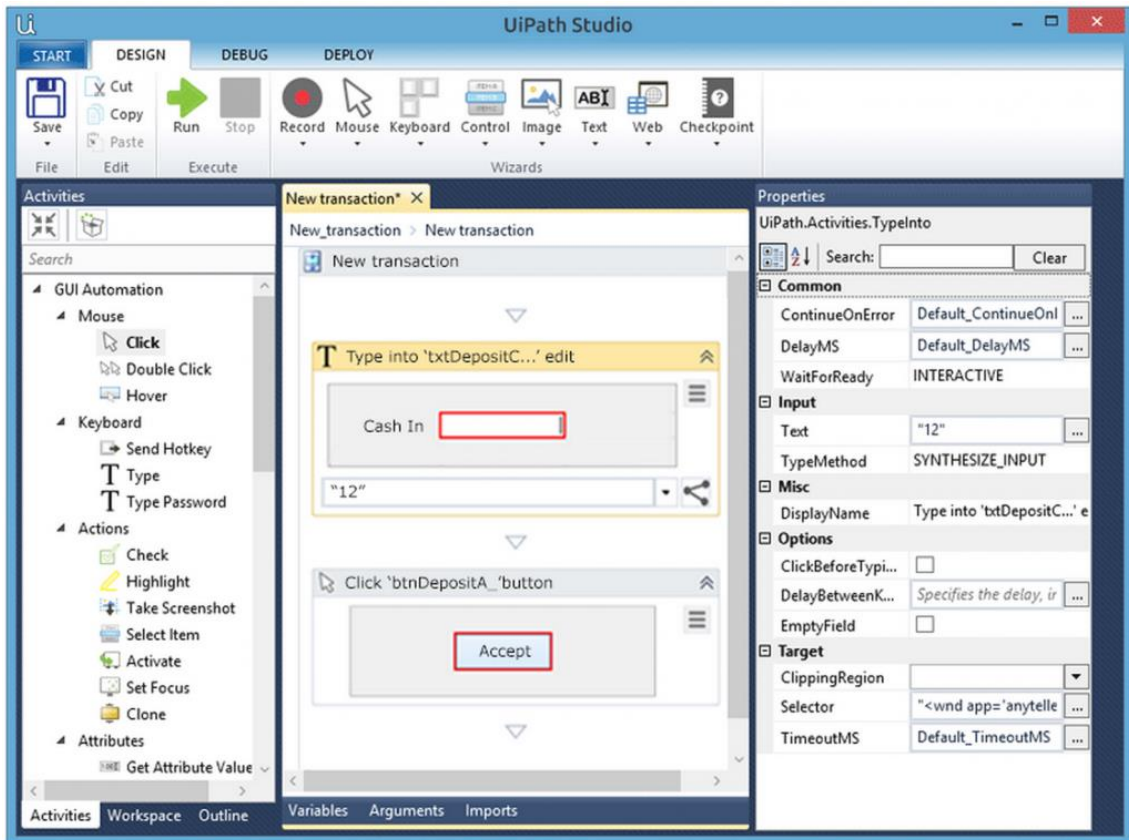 Ui UiPath Studio
START DESIGN DEBUG DEPLOY
Save Cut Copy Paste Run Stop Record Mouse Keyboard Control Image Text Web Checkpoint
File Edit Execute Wizards
Activities
Search
GUI Automation
Mouse
Click
Double Click
Hover
Keyboard
Send Hotkey
T Type
T Type Password
Actions
Check
Highlight
Take Screenshot
Select Item
Activate
Set Focus
Clone
Attributes
Get Attribute Value
Activities Workspace Outline
New transaction* X
New_transaction > New transaction
New transaction
T Type into 'txtDepositC...' edit
Cash In
"12"
Click 'btnDepositA_'button
Accept
Variables Arguments Imports
Properties
UiPath.Activities.TypeInto
Search: Clear
Common
ContinueOnError Default_ContinueOnI ...
DelayMS Default_DelayMS ...
WaitForReady INTERACTIVE
Input
Text "12" ...
TypeMethod SYNTHESIZE_INPUT
Misc
DisplayName Type into 'txtDepositC...' e
Options
ClickBeforeTypi...
DelayBetweenK... Specifies the delay, ir ...
EmptyField
Target
ClippingRegion
Selector "<wnd app='anytelle ...
TimeoutMS Default_TimeoutMS ...